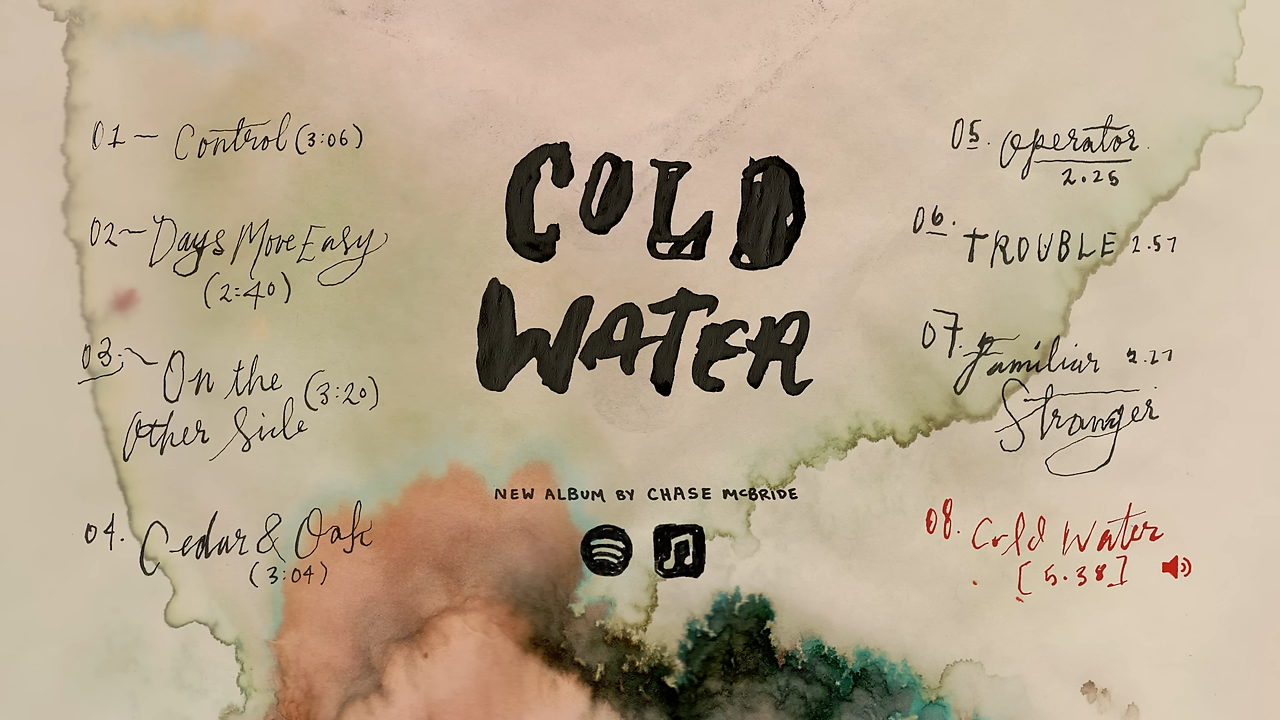 01~ Control (3:06)
02~ Days Move Easy
(2:40)
03.~ On the
Other Side (3:20)
04. Cedar & Oak
(3:04)
COLD
WATER
NEW ALBUM BY CHASE McBRIDE
05. Operator.
2.25
06. TROUBLE 2.57
07. Familiar 2.27
Stranger
08. Cold Water
[5.38]